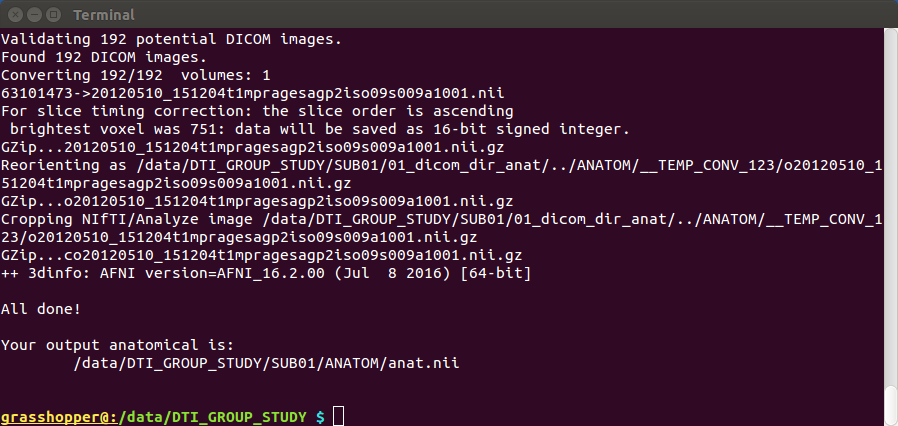 Terminal
Validating 192 potential DICOM images.
Found 192 DICOM images.
Converting 192/192  volumes: 1
63101473->20120510_151204t1mpragesagp2iso09s009a1001.nii
For slice timing correction: the slice order is ascending
 brightest voxel was 751: data will be saved as 16-bit signed integer.
GZip...20120510_151204t1mpragesagp2iso09s009a1001.nii.gz
Reorienting as /data/DTI_GROUP_STUDY/SUB01/01_dicom_dir_anat/../ANATOM/__TEMP_CONV_123/o20120510_1
51204t1mpragesagp2iso09s009a1001.nii.gz
GZip...o20120510_151204t1mpragesagp2iso09s009a1001.nii.gz
Cropping NIfTI/Analyze image /data/DTI_GROUP_STUDY/SUB01/01_dicom_dir_anat/../ANATOM/__TEMP_CONV_1
23/o20120510_151204t1mpragesagp2iso09s009a1001.nii.gz
GZip...co20120510_151204t1mpragesagp2iso09s009a1001.nii.gz
++ 3dinfo: AFNI version=AFNI_16.2.00 (Jul  8 2016) [64-bit]
All done!
Your output anatomical is:
        /data/DTI_GROUP_STUDY/SUB01/ANATOM/anat.nii
grasshopper@:/data/DTI_GROUP_STUDY $